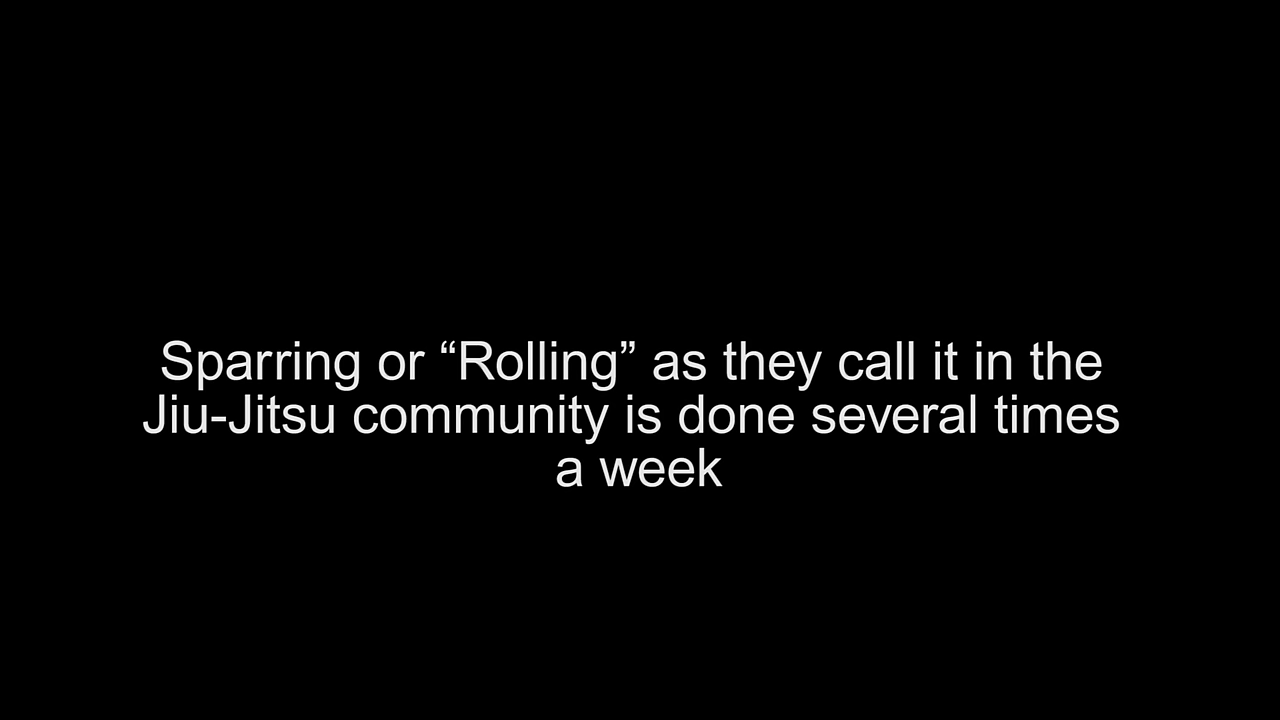 Sparring or “Rolling” as they call it in the
Jiu-Jitsu community is done several times
a week